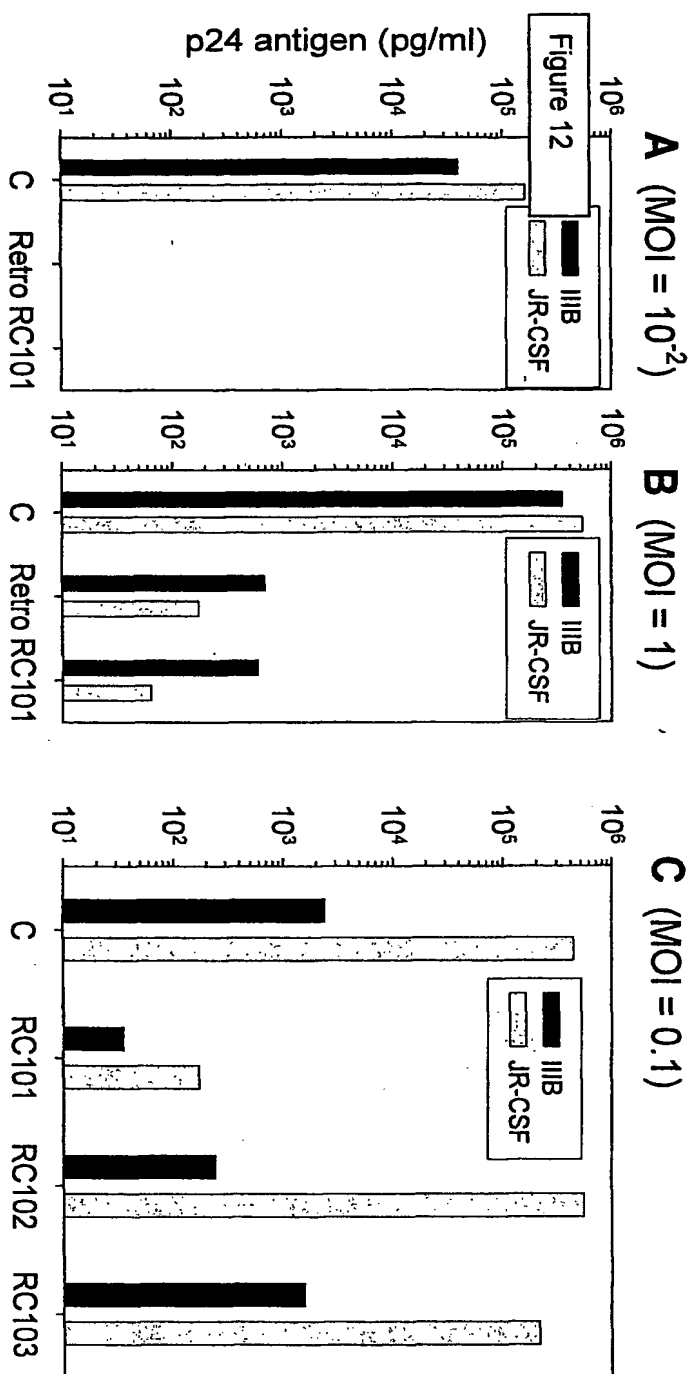 Figure 12
A (MOI = 10⁻²)
p24 antigen (pg/ml)
10⁶
10⁵
10⁴
10³
10²
10¹
IIIB
JR-CSF
C Retro RC101
B (MOI = 1)
10⁶
10⁵
10⁴
10³
10²
10¹
IIIB
JR-CSF
C Retro RC101
C (MOI = 0.1)
10⁶
10⁵
10⁴
10³
10²
10¹
IIIB
JR-CSF
C RC101 RC102 RC103